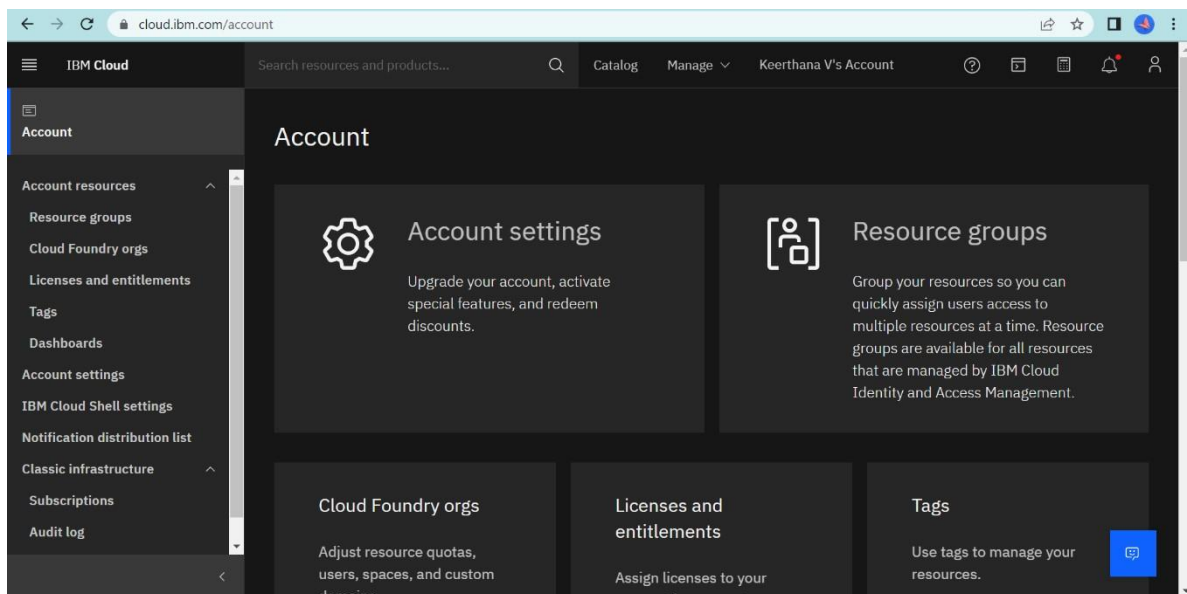 cloud.ibm.com/account
IBM Cloud
Search resources and products...
Catalog
Manage
Keerthana V's Account
Account
Account resources
Resource groups
Cloud Foundry orgs
Licenses and entitlements
Tags
Dashboards
Account settings
IBM Cloud Shell settings
Notification distribution list
Classic infrastructure
Subscriptions
Audit log
Account
Account settings
Upgrade your account, activate
special features, and redeem
discounts.
Resource groups
Group your resources so you can
quickly assign users access to
multiple resources at a time. Resource
groups are available for all resources
that are managed by IBM Cloud
Identity and Access Management.
Cloud Foundry orgs
Adjust resource quotas,
users, spaces, and custom
Licenses and
entitlements
Assign licenses to your
Tags
Use tags to manage your
resources.